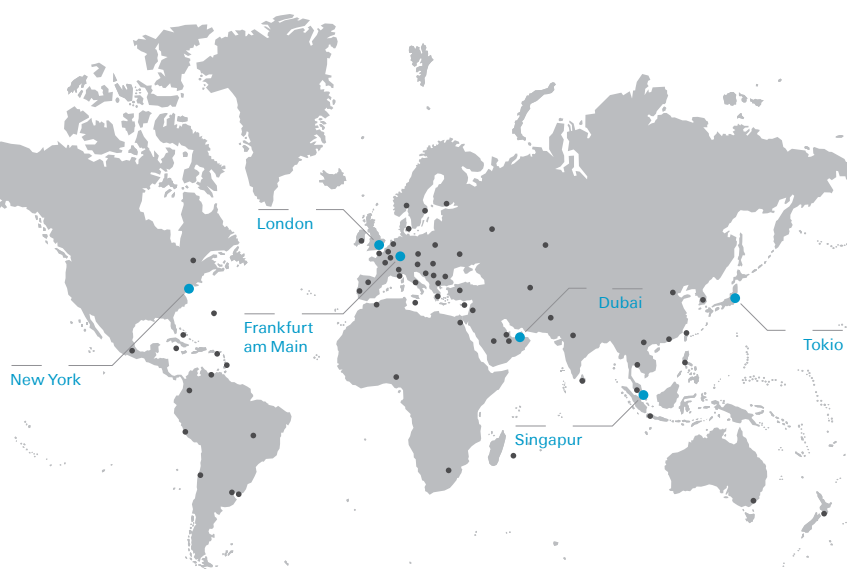 London
Frankfurt
am Main
Dubai
New York
Tokio
Singapur